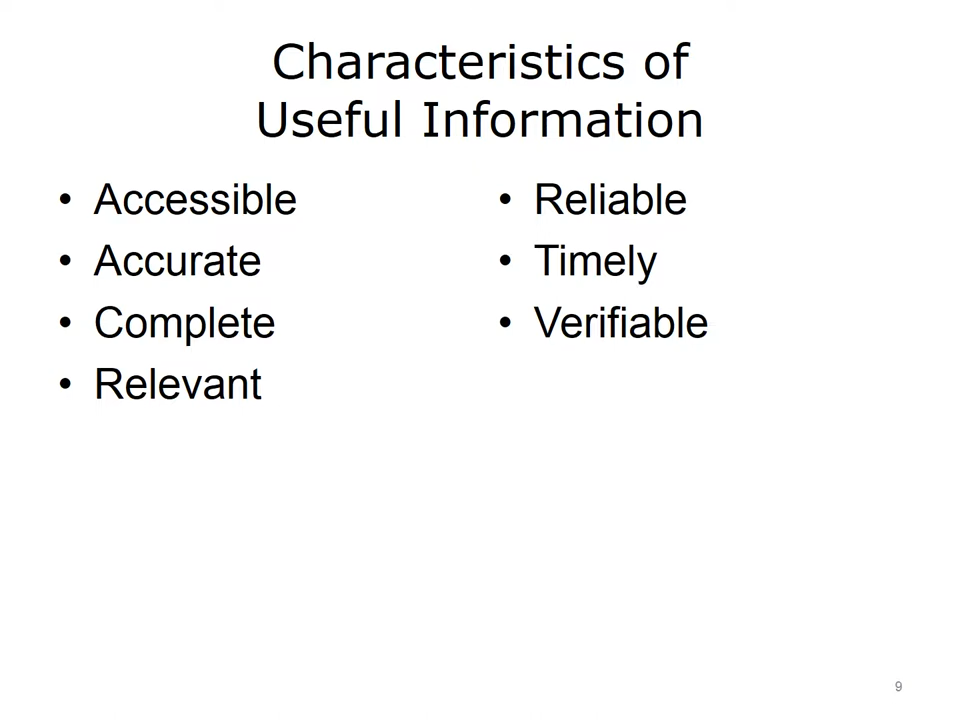 Characteristics of
Useful Information
• Accessible
• Accurate
• Complete
• Relevant
• Reliable
• Timely
• Verifiable
9